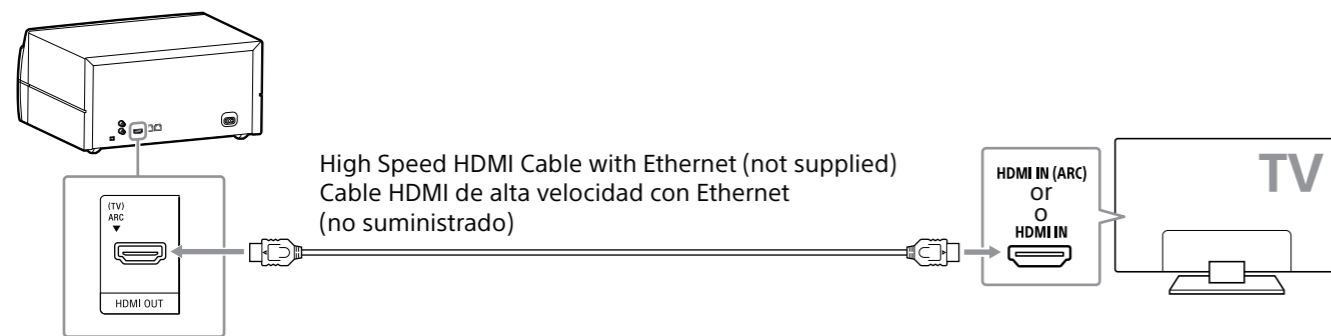 High Speed HDMI Cable with Ethernet (not supplied)
Cable HDMI de alta velocidad con Ethernet
(no suministrado)
(TV)
ARC
HDMI OUT
HDMI IN (ARC)
or
o
HDMI IN
TV